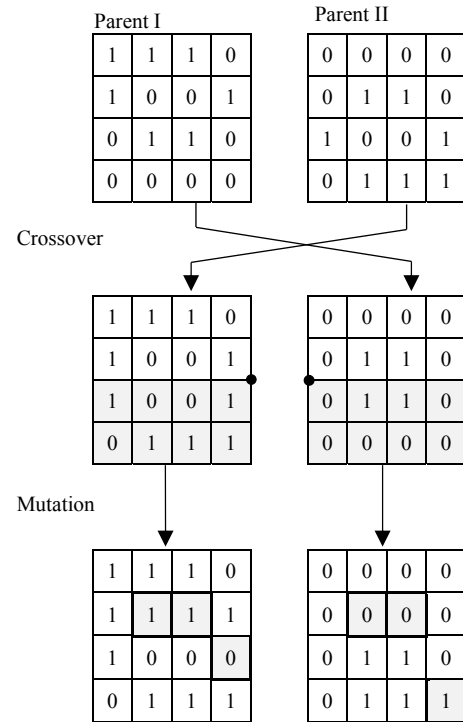 Parent I Parent II
1 1 1 0 0 0 0 0
1 0 0 1 0 1 1 0
0 1 1 0 1 0 0 1
0 0 0 0 0 1 1 1
Crossover
1 1 1 0 0 0 0 0
1 0 0 1 0 1 1 0
1 0 0 1 0 1 1 0
0 1 1 1 0 0 0 0
Mutation
1 1 1 0 0 0 0 0
1 1 1 1 0 0 0 0
1 0 0 0 0 1 1 0
0 1 1 1 0 1 1 1